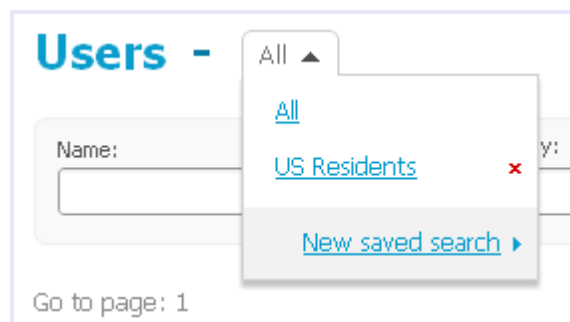 Users - All ▲
All
Name: y:
US Residents x
New saved search ▸
Go to page: 1